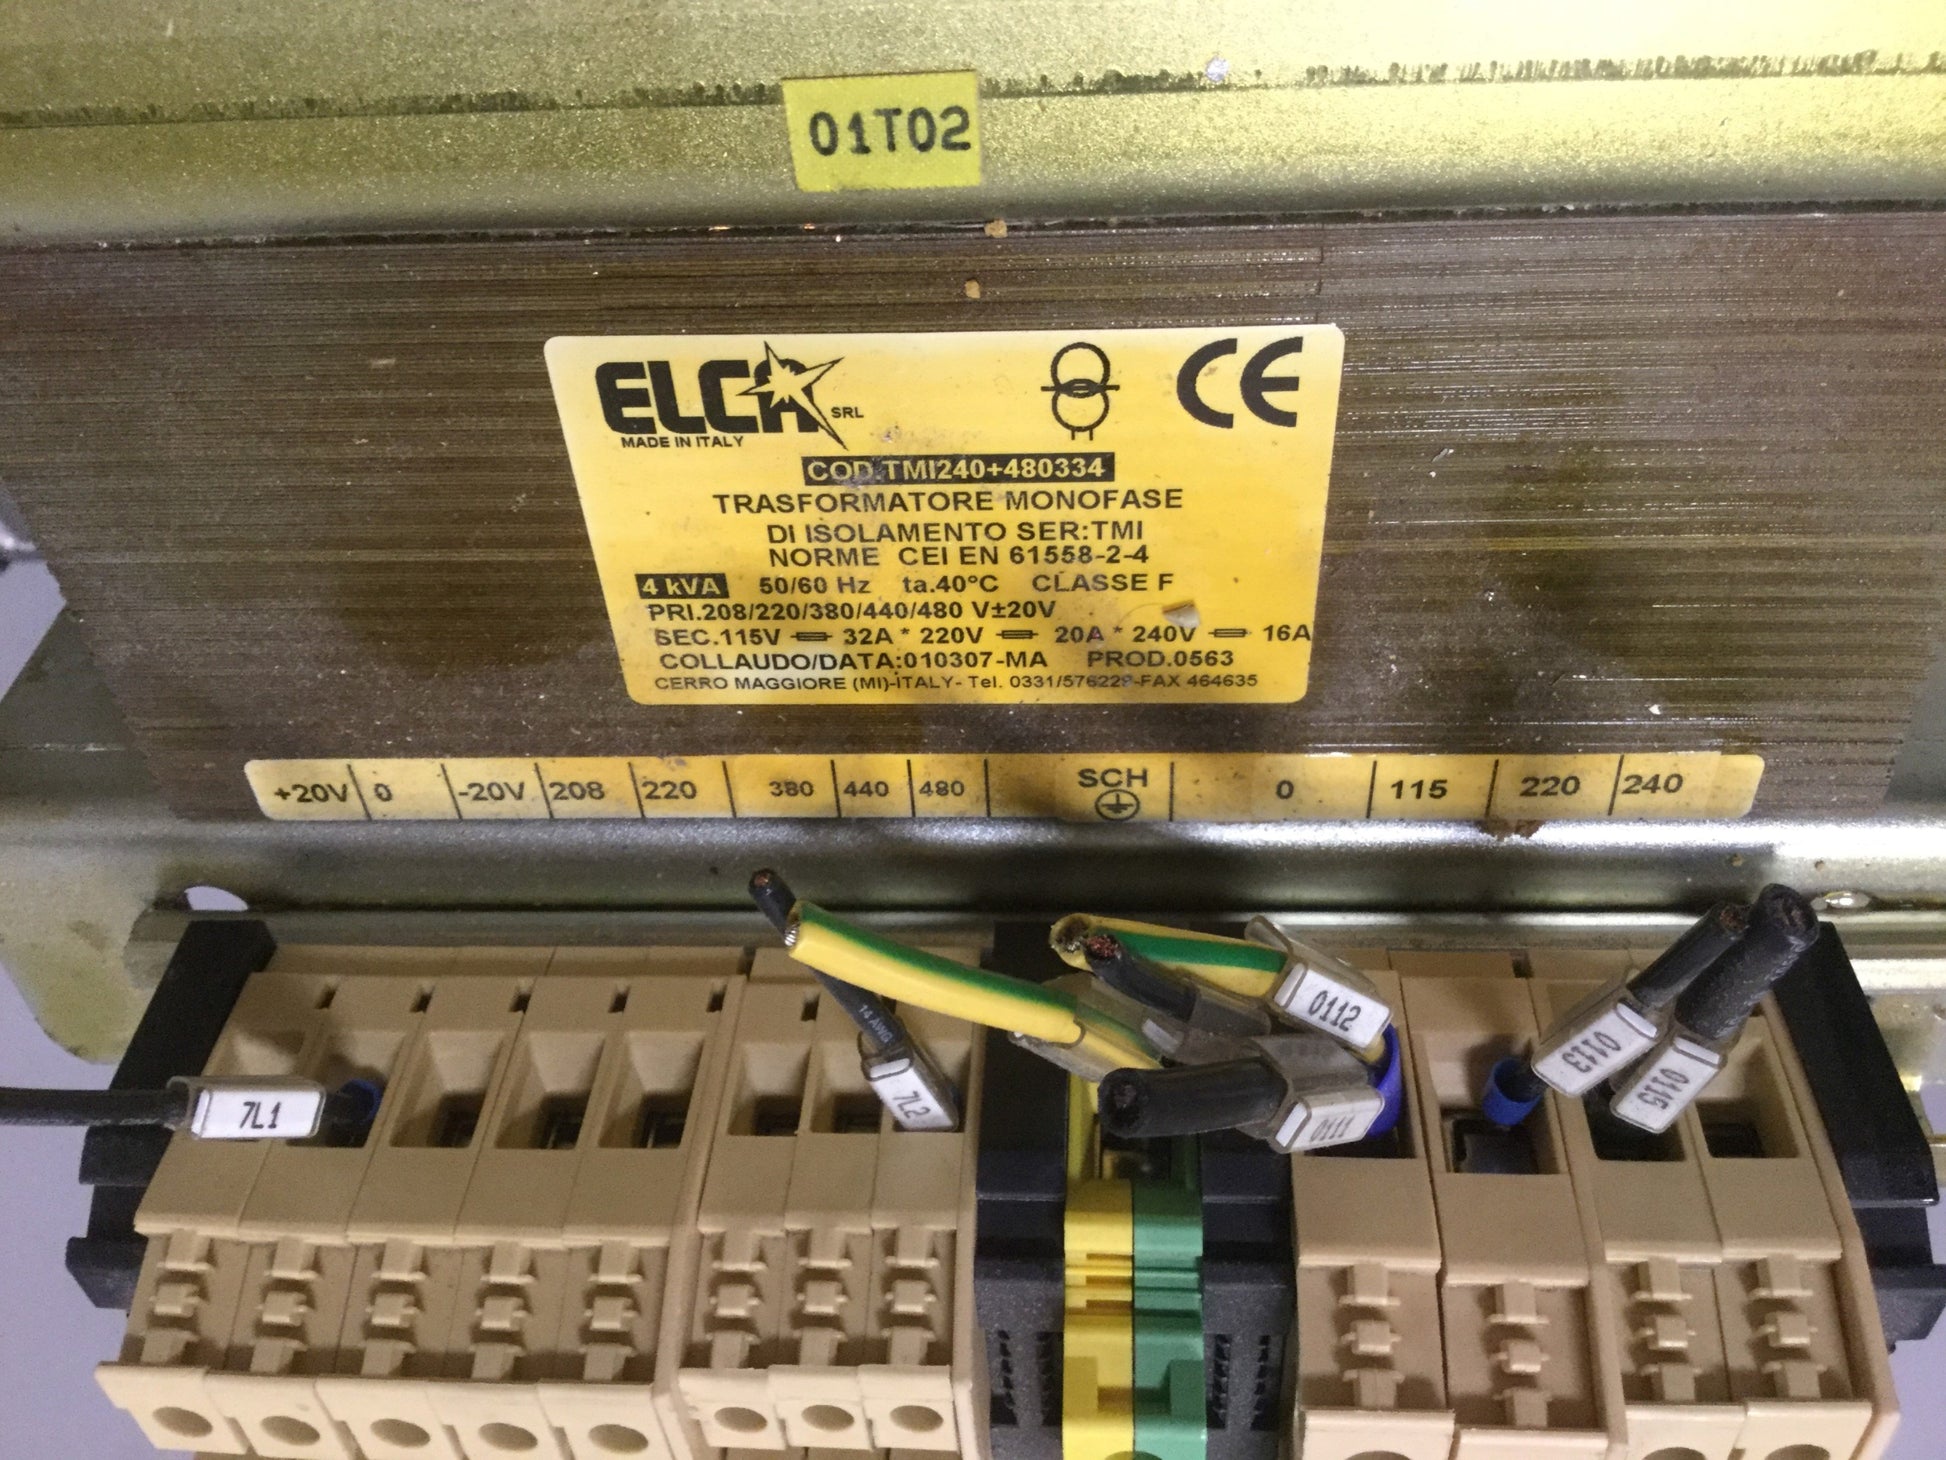 01T02
ELCA SRL
MADE IN ITALY
CE
COD.TMI240+480334
TRASFORMATORE MONOFASE
DI ISOLAMENTO SER:TMI
NORME CEI EN 61558-2-4
4 kVA 50/60 Hz ta.40°C CLASSE F
PRI.208/220/380/440/480 V±20V
SEC.115V 32A * 220V 20A * 240V 16A
COLLAUDO/DATA:010307-MA PROD.0563
CERRO MAGGIORE (MI)-ITALY- Tel. 0331/576229-FAX 464635
+20V 0 -20V 208 220 380 440 480 SCH 0 115 220 240
14 AWG
0112
0113
0115
7L1
7L2
0111